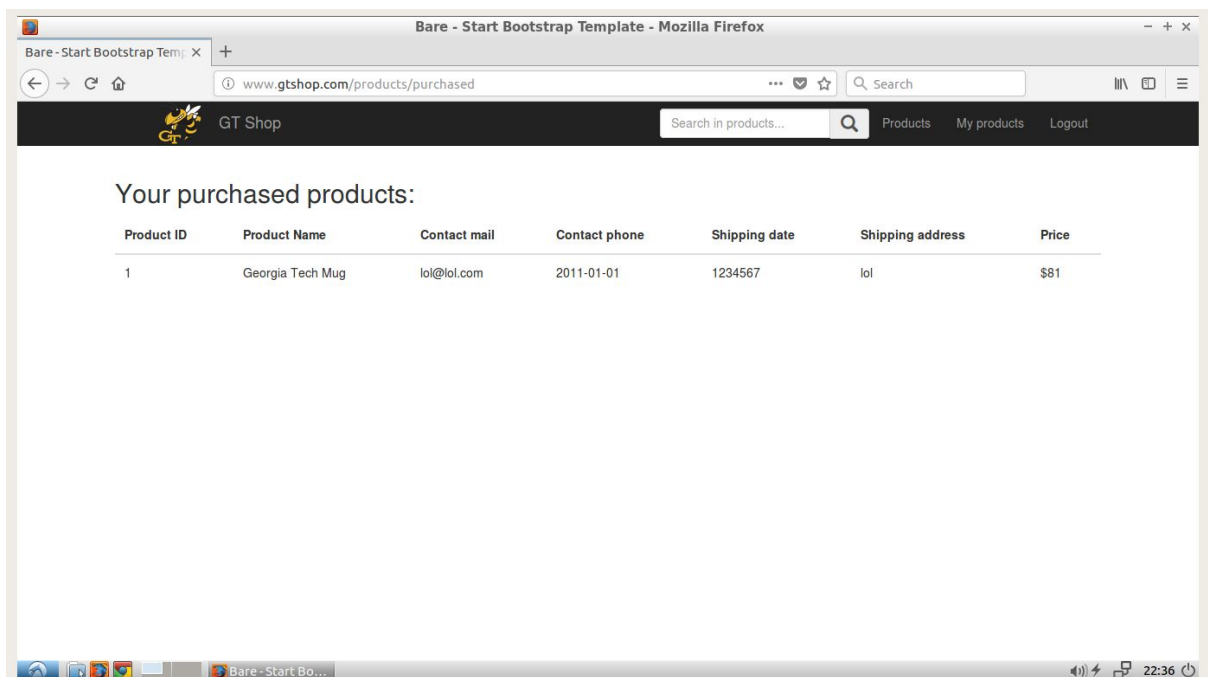 Bare - Start Bootstrap Template - Mozilla Firefox
Bare - Start Bootstrap Temp
www.gtshop.com/products/purchased
Search
GT
GT Shop
Search in products...
Products
My products
Logout
Your purchased products:
Product ID Product Name Contact mail Contact phone Shipping date Shipping address Price
1 Georgia Tech Mug lol@lol.com 2011-01-01 1234567 lol $81
Bare - Start Bo...
22:36